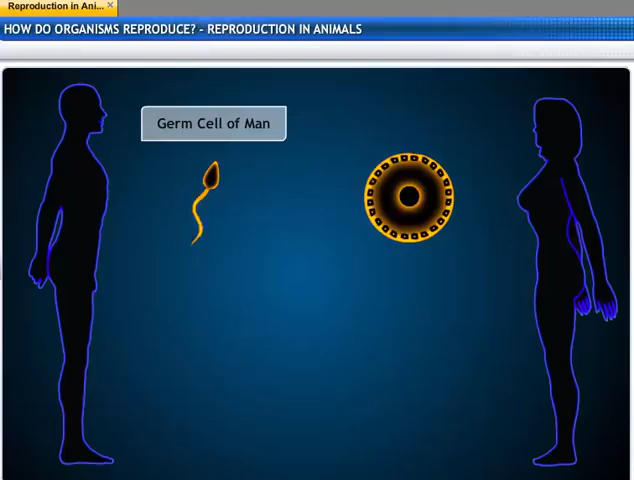 Reproduction in Ani...
HOW DO ORGANISMS REPRODUCE? - REPRODUCTION IN ANIMALS
Germ Cell of Man